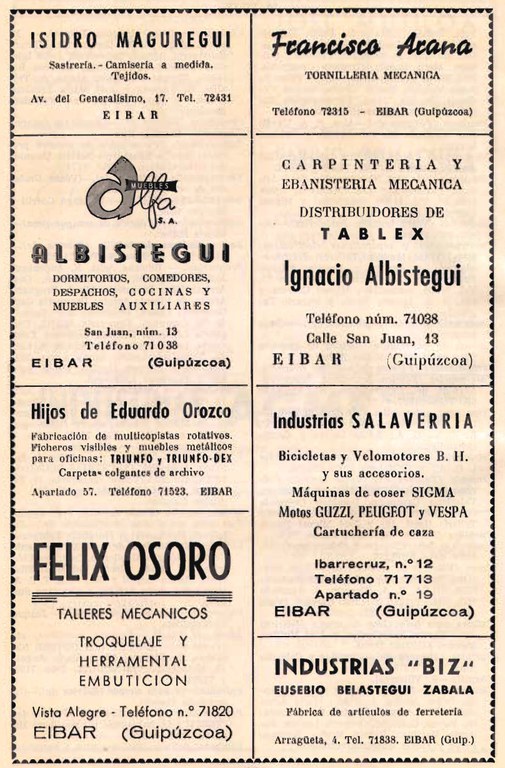 ISIDRO MAGUREGUI
Sastrería. - Camisería a medida.
Tejidos.
Av. del Generalísimo, 17. Tel. 72431
EIBAR
MUEBLES
Alfa
S. A.
ALBISTEGUI
DORMITORIOS, COMEDORES,
DESPACHOS, COCINAS Y
MUEBLES AUXILIARES
San Juan, núm. 13
Teléfono 71038
EIBAR (Guipúzcoa)
Hijos de Eduardo Orozco
Fabricación de multicopistas rotativos.
Ficheros visibles y muebles metálicos
para oficinas: TRIUNFO y TRIUNFO-DEX
Carpetas colgantes de archivo
Apartado 57. Teléfono 71523. EIBAR
FELIX OSORO
TALLERES MECANICOS
TROQUELAJE Y
HERRAMENTAL
EMBUTICION
Vista Alegre - Teléfono n.º 71820
EIBAR (Guipúzcoa)
Francisco Arana
TORNILLERIA MECANICA
Teléfono 72315 - EIBAR (Guipúzcoa)
CARPINTERIA Y
EBANISTERIA MECANICA
DISTRIBUIDORES DE
TABLEX
Ignacio Albistegui
Teléfono núm. 71038
Calle San Juan, 13
EIBAR (Guipúzcoa)
Industrias SALAVERRIA
Bicicletas y Velomotores B. H.
y sus accesorios.
Máquinas de coser SIGMA
Motos GUZZI, PEUGEOT y VESPA
Cartuchería de caza
Ibarrecruz, n.º 12
Teléfono 71713
Apartado n.º 19
EIBAR (Guipúzcoa)
INDUSTRIAS "BIZ"
EUSEBIO BELASTEGUI ZABALA
Fábrica de artículos de ferretería
Arragüeta, 4. Tel. 71838. EIBAR (Guip.)